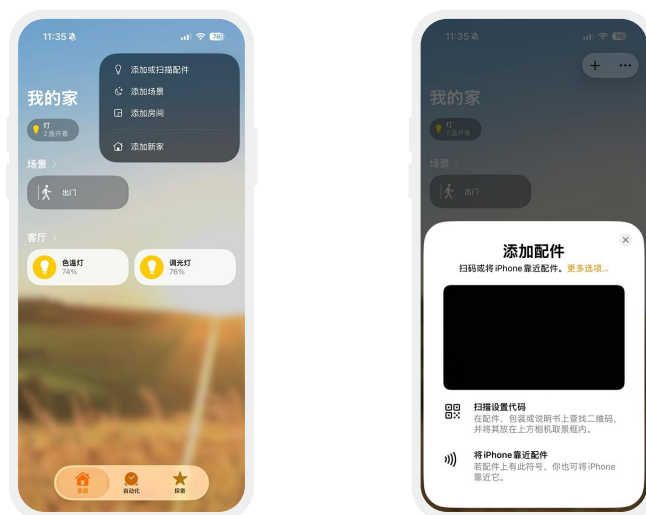 11:35
76
添加或扫描配件
添加场景
添加房间
添加新家
我的家
灯
2盏开着
场景
出门
客厅
色温灯
74%
调光灯
76%
家庭
自动化
探索
11:35
76
我的家
灯
2盏开着
场景
出门
添加配件
扫码或将 iPhone 靠近配件。更多选项...
扫描设置代码
在配件、包装或说明书上查找二维码,
并将其放在上方相机取景框内。
将 iPhone 靠近配件
若配件上有此符号,你也可将 iPhone
靠近它。